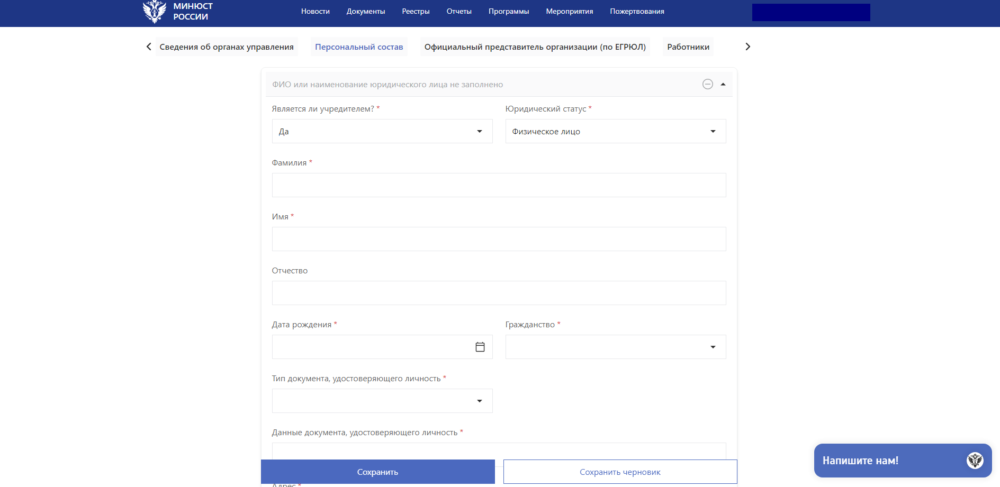 МИНЮСТ
РОССИИ
Новости Документы Реестры Отчеты Программы Мероприятия Пожертвования
Сведения об органах управления Персональный состав Официальный представитель организации (по ЕГРЮЛ) Работники
ФИО или наименование юридического лица не заполнено
Является ли учредителем? * Юридический статус *
Да Физическое лицо
Фамилия *
Имя *
Отчество
Дата рождения * Гражданство *
Тип документа, удостоверяющего личность *
Данные документа, удостоверяющего личность *
Напишите нам!
Сохранить Сохранить черновик
Адрес *